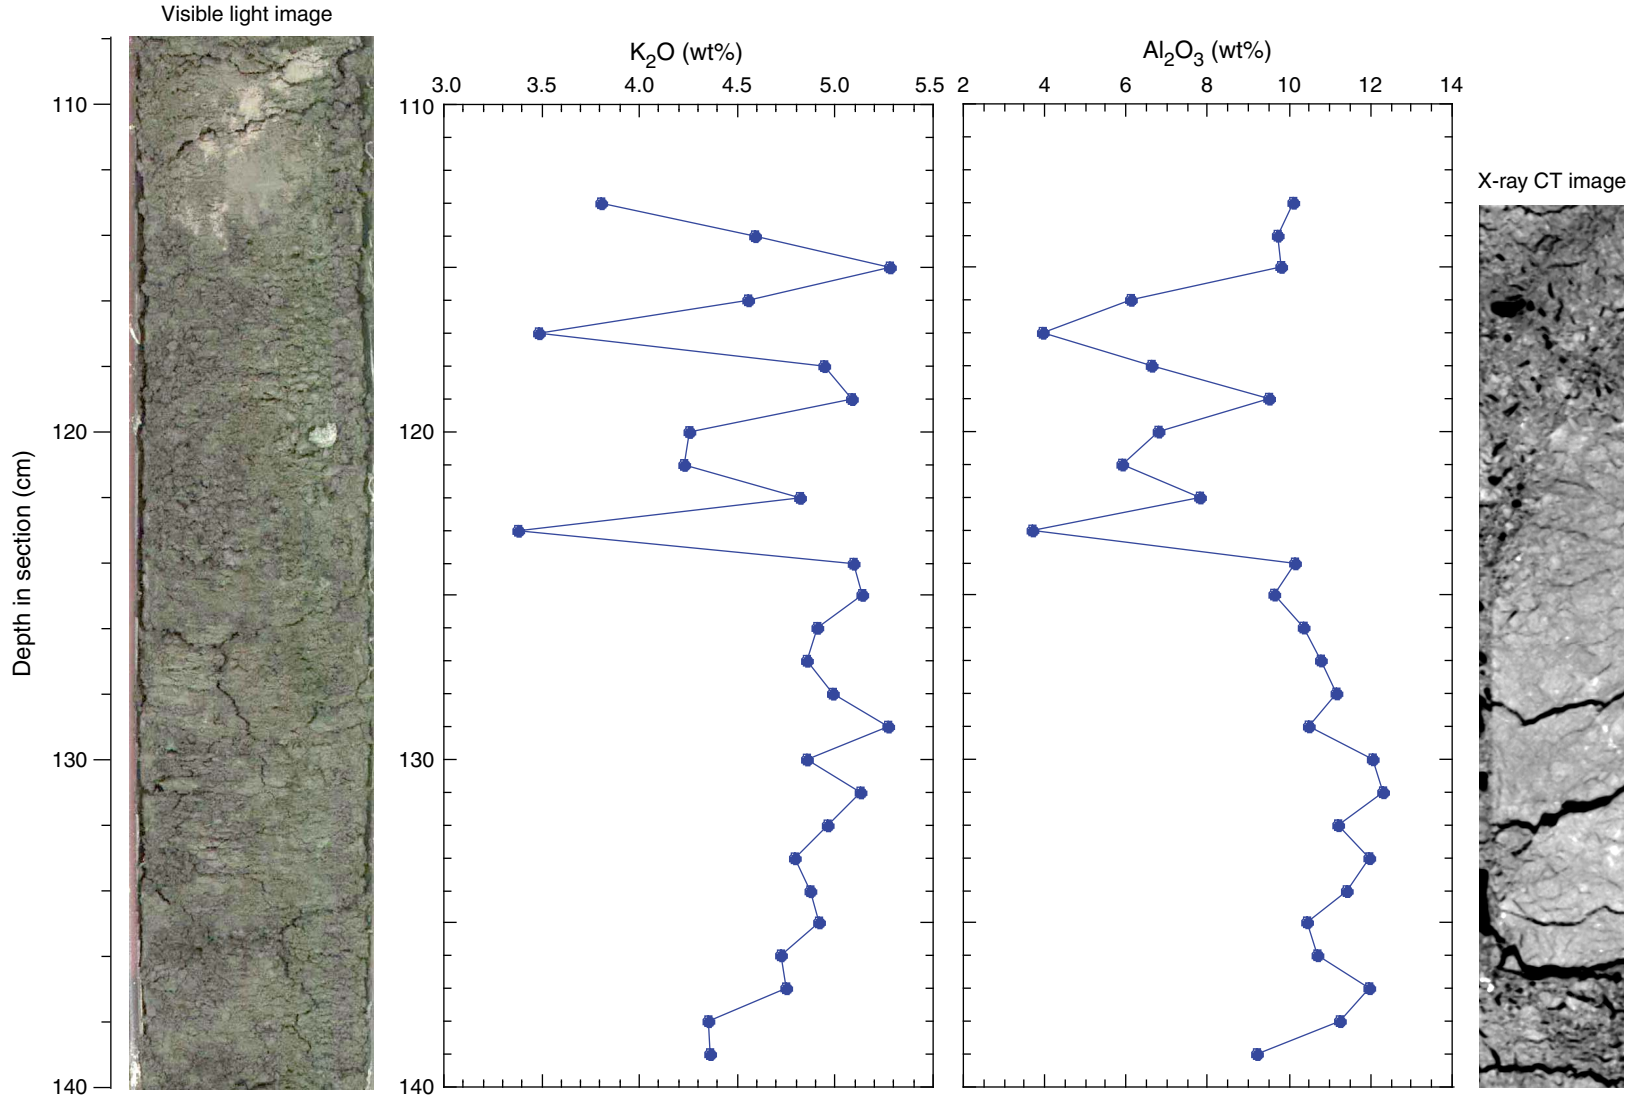 Visible light image
K₂O (wt%)
Al₂O₃ (wt%)
3.0 3.5 4.0 4.5 5.0 5.5
2 4 6 8 10 12 14
110
120
130
140
Depth in section (cm)
110
120
130
140
X-ray CT image